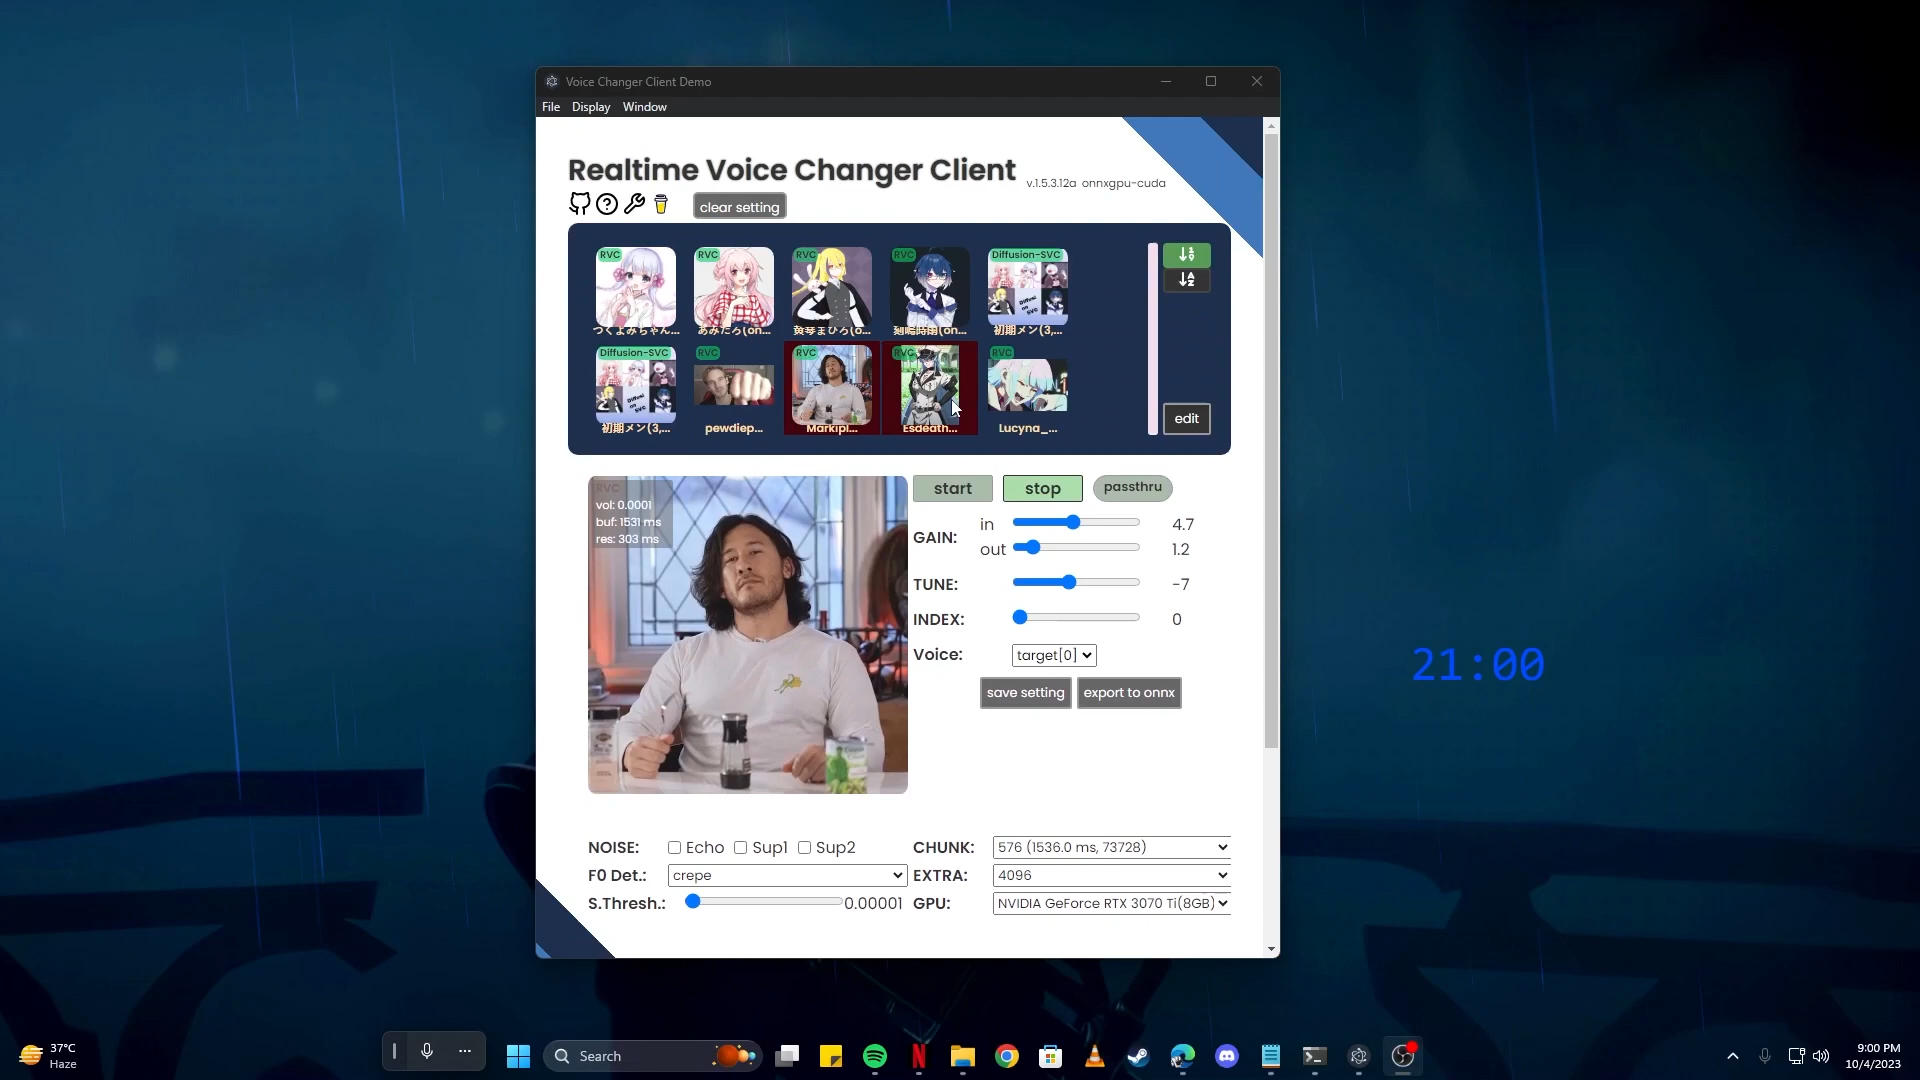 Voice Changer Client Demo
File Display Window
Realtime Voice Changer Client v.1.5.3.12a onnxgpu-cuda
clear setting
RVC RVC RVC RVC Diffusion-SVC
つくよみちゃん... あみたろ(on... 黄琴まひろ(o... 刻鳴時雨(on... 初期メン(3,...
Diffusion-SVC RVC RVC RVC RVC
初期メン(3,... pewdiep... Markipl... Esdeath... Lucyna_...
edit
RVC
vol: 0.0001
buf: 1531 ms
res: 303 ms
start stop passthru
GAIN: in 4.7
out 1.2
TUNE: -7
INDEX: 0
Voice: target[0]
save setting export to onnx
21:00
NOISE: Echo Sup1 Sup2 CHUNK: 576 (1536.0 ms, 73728)
F0 Det.: crepe EXTRA: 4096
S.Thresh.: 0.00001 GPU: NVIDIA GeForce RTX 3070 Ti(8GB)
37°C
Haze
Search
9:00 PM
10/4/2023